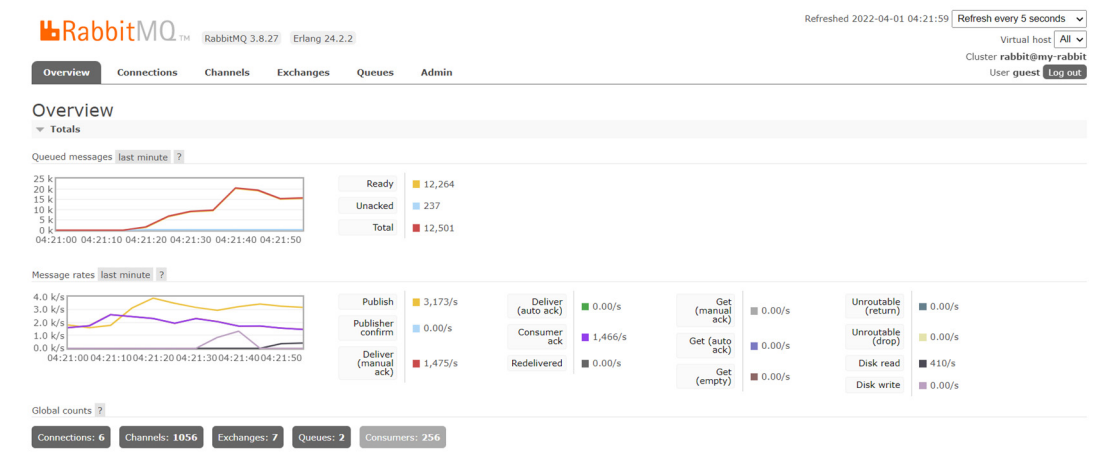 RabbitMQ TM RabbitMQ 3.8.27 Erlang 24.2.2
Refreshed 2022-04-01 04:21:59 Refresh every 5 seconds
Virtual host All
Cluster rabbit@my-rabbit
User guest Log out
Overview Connections Channels Exchanges Queues Admin
Overview
Totals
Queued messages last minute ?
25 k
20 k
15 k
10 k
5 k
0 k
04:21:00 04:21:10 04:21:20 04:21:30 04:21:40 04:21:50
Ready 12,264
Unacked 237
Total 12,501
Message rates last minute ?
4.0 k/s
3.0 k/s
2.0 k/s
1.0 k/s
0.0 k/s
04:21:00 04:21:10 04:21:20 04:21:30 04:21:40 04:21:50
Publish 3,173/s
Publisher
confirm 0.00/s
Deliver
(manual
ack) 1,475/s
Deliver
(auto ack) 0.00/s
Consumer
ack 1,466/s
Redelivered 0.00/s
Get
(manual
ack) 0.00/s
Get (auto
ack) 0.00/s
Get
(empty) 0.00/s
Unroutable
(return) 0.00/s
Unroutable
(drop) 0.00/s
Disk read 410/s
Disk write 0.00/s
Global counts ?
Connections: 6 Channels: 1056 Exchanges: 7 Queues: 2 Consumers: 256